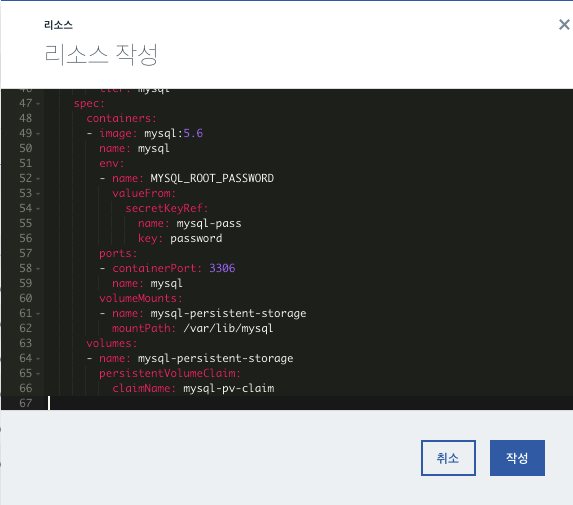 리소스
리소스 작성
46 tier: mysql
47 spec:
48 containers:
49 - image: mysql:5.6
50 name: mysql
51 env:
52 - name: MYSQL_ROOT_PASSWORD
53 valueFrom:
54 secretKeyRef:
55 name: mysql-pass
56 key: password
57 ports:
58 - containerPort: 3306
59 name: mysql
60 volumeMounts:
61 - name: mysql-persistent-storage
62 mountPath: /var/lib/mysql
63 volumes:
64 - name: mysql-persistent-storage
65 persistentVolumeClaim:
66 claimName: mysql-pv-claim
67
취소
작성